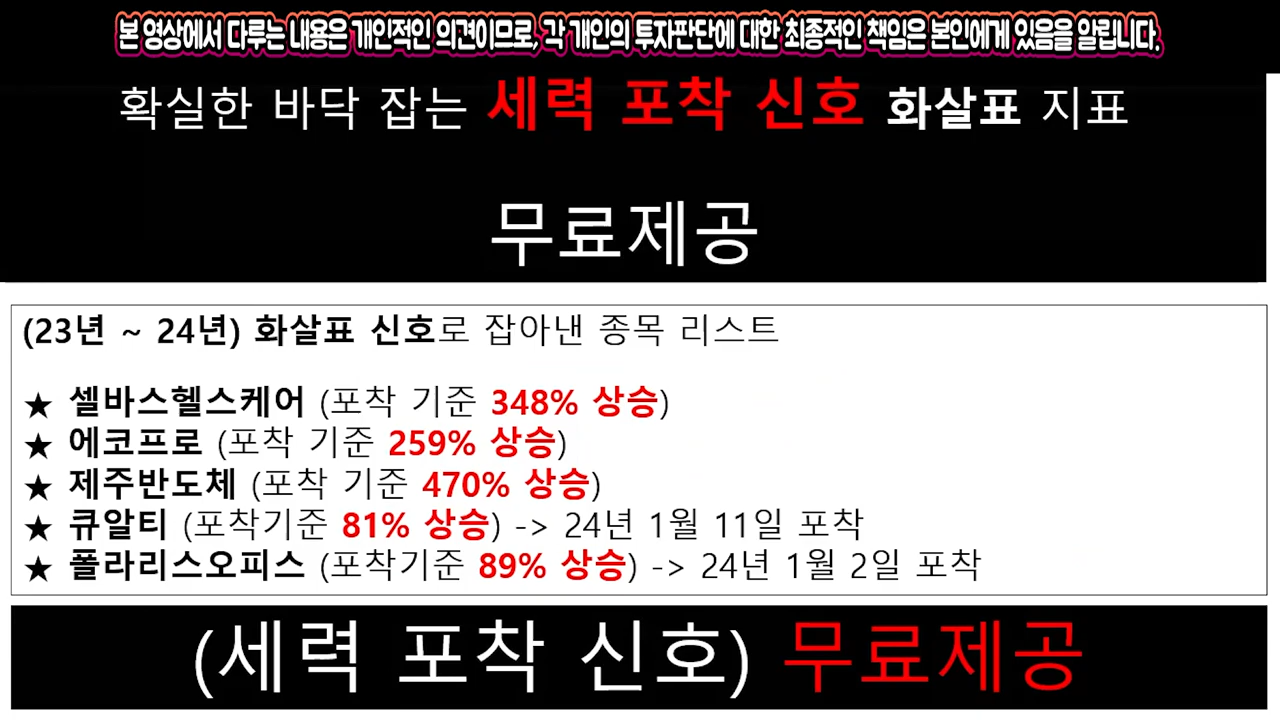 본 영상에서 다루는 내용은 개인적인 의견이므로, 각 개인의 투자판단에 대한 최종적인 책임은 본인에게 있음을 알립니다.
확실한 바닥 잡는 세력 포착 신호 화살표 지표
무료제공
(23년 ~ 24년) 화살표 신호로 잡아낸 종목 리스트
★ 셀바스헬스케어 (포착 기준 348% 상승)
★ 에코프로 (포착 기준 259% 상승)
★ 제주반도체 (포착 기준 470% 상승)
★ 큐알티 (포착기준 81% 상승) -> 24년 1월 11일 포착
★ 폴라리스오피스 (포착기준 89% 상승) -> 24년 1월 2일 포착
(세력 포착 신호) 무료제공